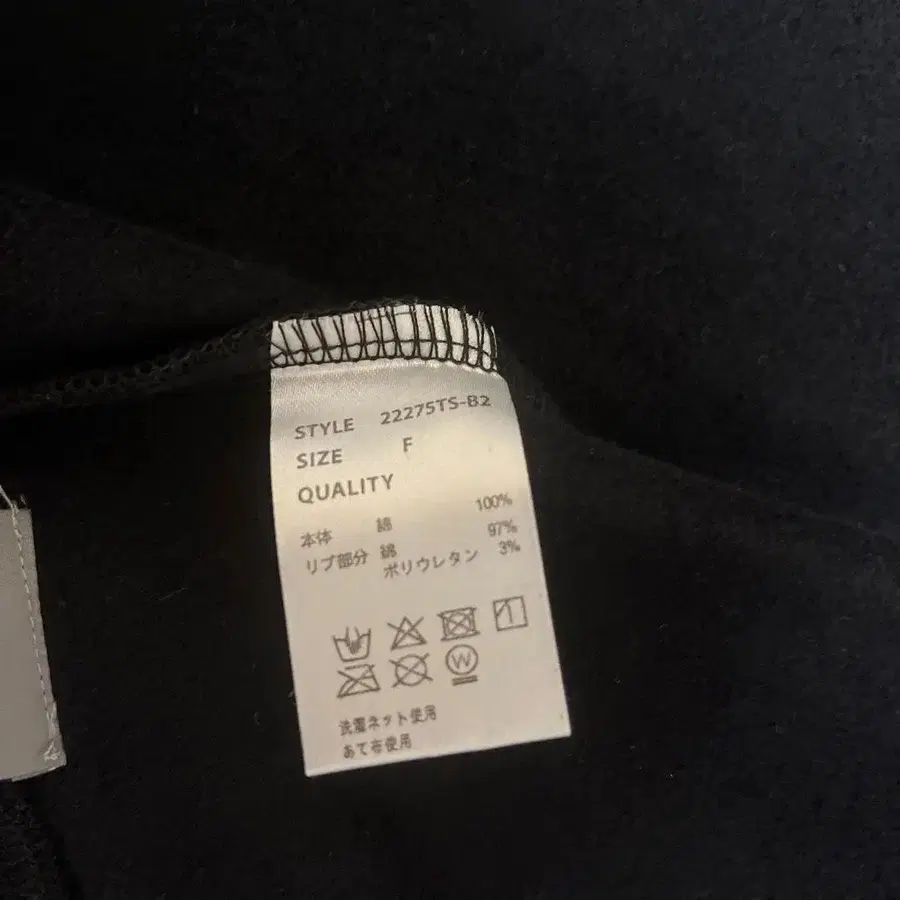 STYLE 22275TS-B2
SIZE F
QUALITY
本体 綿 100%
リブ部分 綿 97%
ポリウレタン 3%
W
洗濯ネット使用
あて布使用